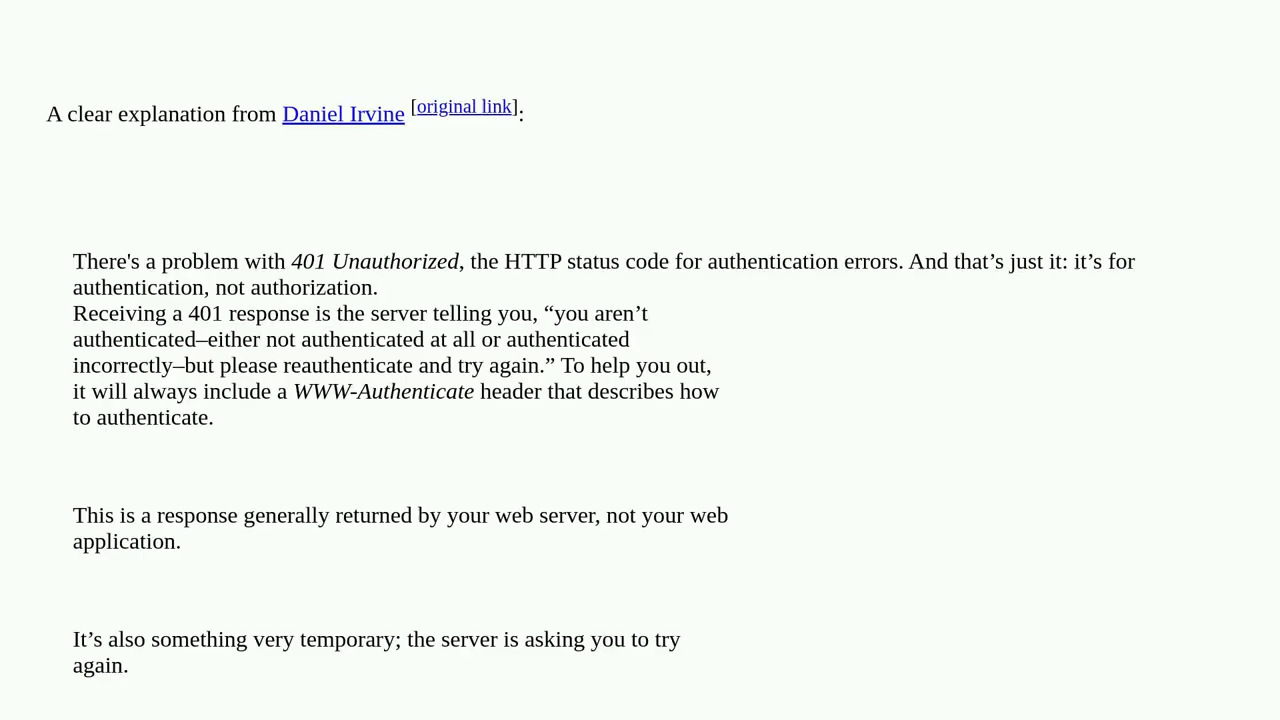 A clear explanation from Daniel Irvine [original link]:
There's a problem with 401 Unauthorized, the HTTP status code for authentication errors. And that’s just it: it’s for
authentication, not authorization.
Receiving a 401 response is the server telling you, “you aren’t
authenticated–either not authenticated at all or authenticated
incorrectly–but please reauthenticate and try again.” To help you out,
it will always include a WWW-Authenticate header that describes how
to authenticate.
This is a response generally returned by your web server, not your web
application.
It’s also something very temporary; the server is asking you to try
again.